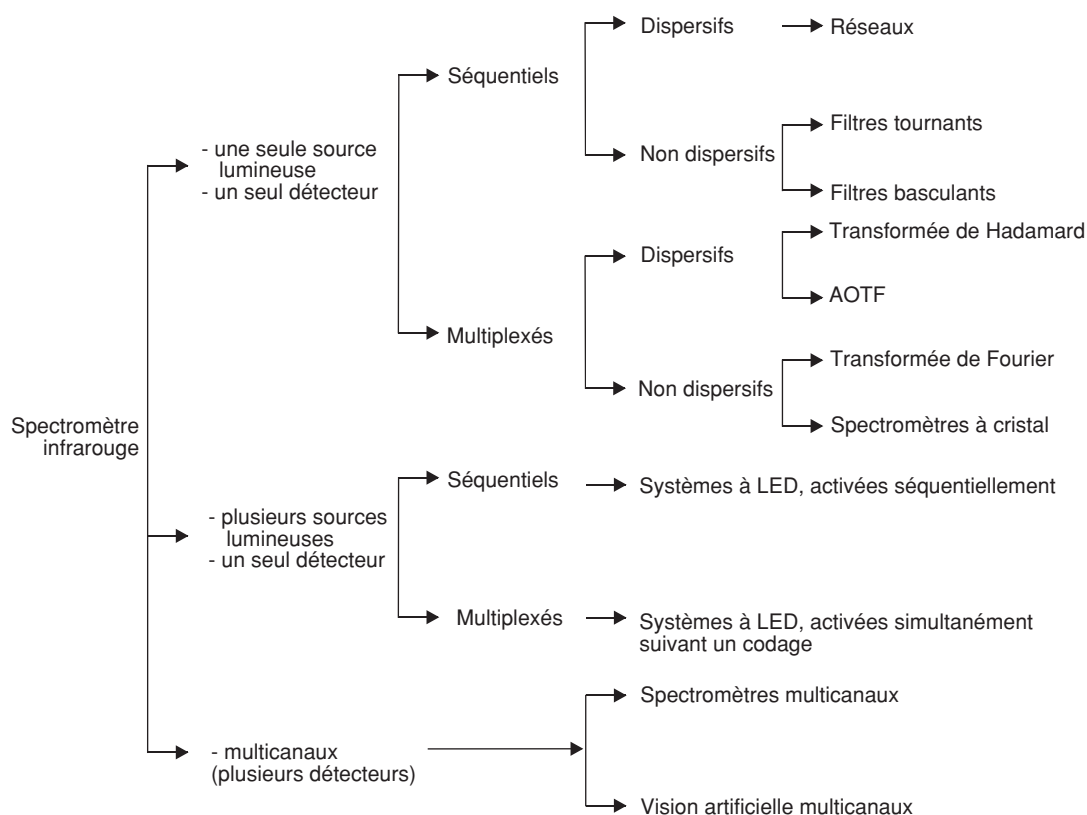 Spectromètre
infrarouge
- une seule source
lumineuse
- un seul détecteur
Séquentiels
Dispersifs
Réseaux
Non dispersifs
Filtres tournants
Filtres basculants
Multiplexés
Dispersifs
Transformée de Hadamard
AOTF
Non dispersifs
Transformée de Fourier
Spectromètres à cristal
- plusieurs sources
lumineuses
- un seul détecteur
Séquentiels
Systèmes à LED, activées séquentiellement
Multiplexés
Systèmes à LED, activées simultanément
suivant un codage
- multicanaux
(plusieurs détecteurs)
Spectromètres multicanaux
Vision artificielle multicanaux